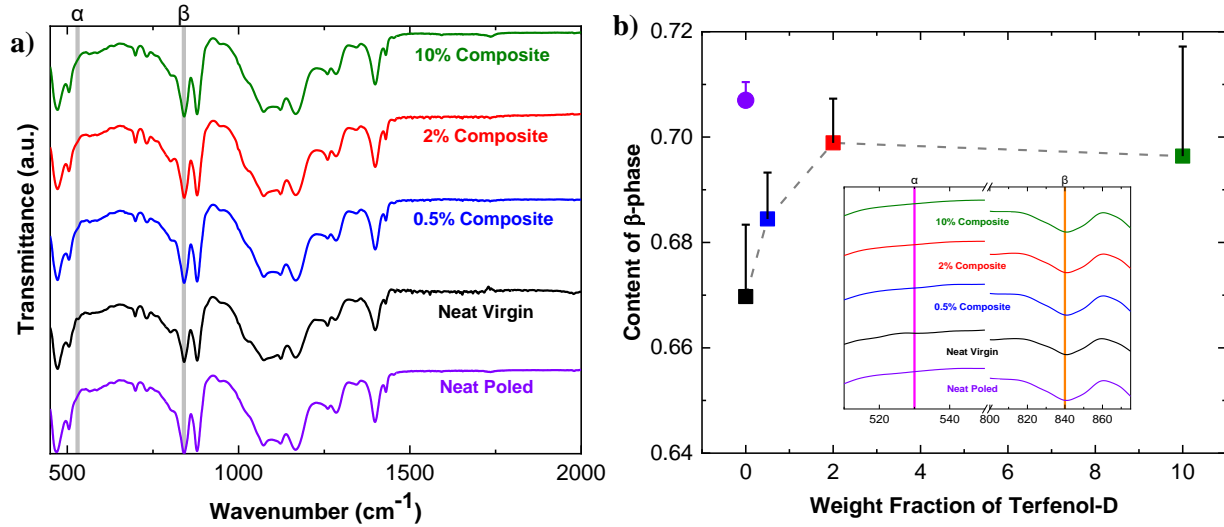 a)
α
β
10% Composite
2% Composite
0.5% Composite
Neat Virgin
Neat Poled
Transmittance (a.u.)
500
1000
1500
2000
Wavenumber (cm⁻¹)
b)
0.72
0.70
0.68
0.66
0.64
Content of β-phase
α
β
10% Composite
2% Composite
0.5% Composite
Neat Virgin
Neat Poled
520
540
800
820
840
860
0
2
4
6
8
10
Weight Fraction of Terfenol-D